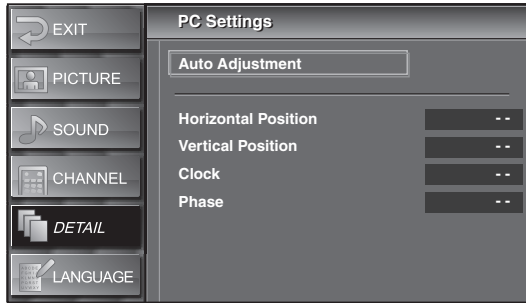 EXIT
PICTURE
SOUND
CHANNEL
DETAIL
LANGUAGE
PC Settings
Auto Adjustment
Horizontal Position - -
Vertical Position - -
Clock - -
Phase - -